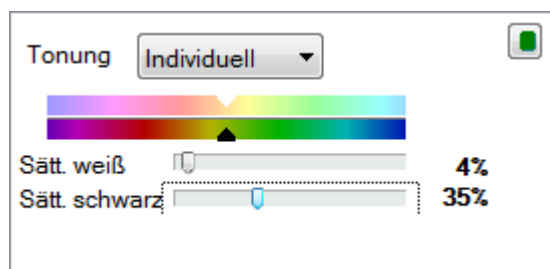 Tonung Individuell
Sätt. weiß 4%
Sätt. schwarz 35%